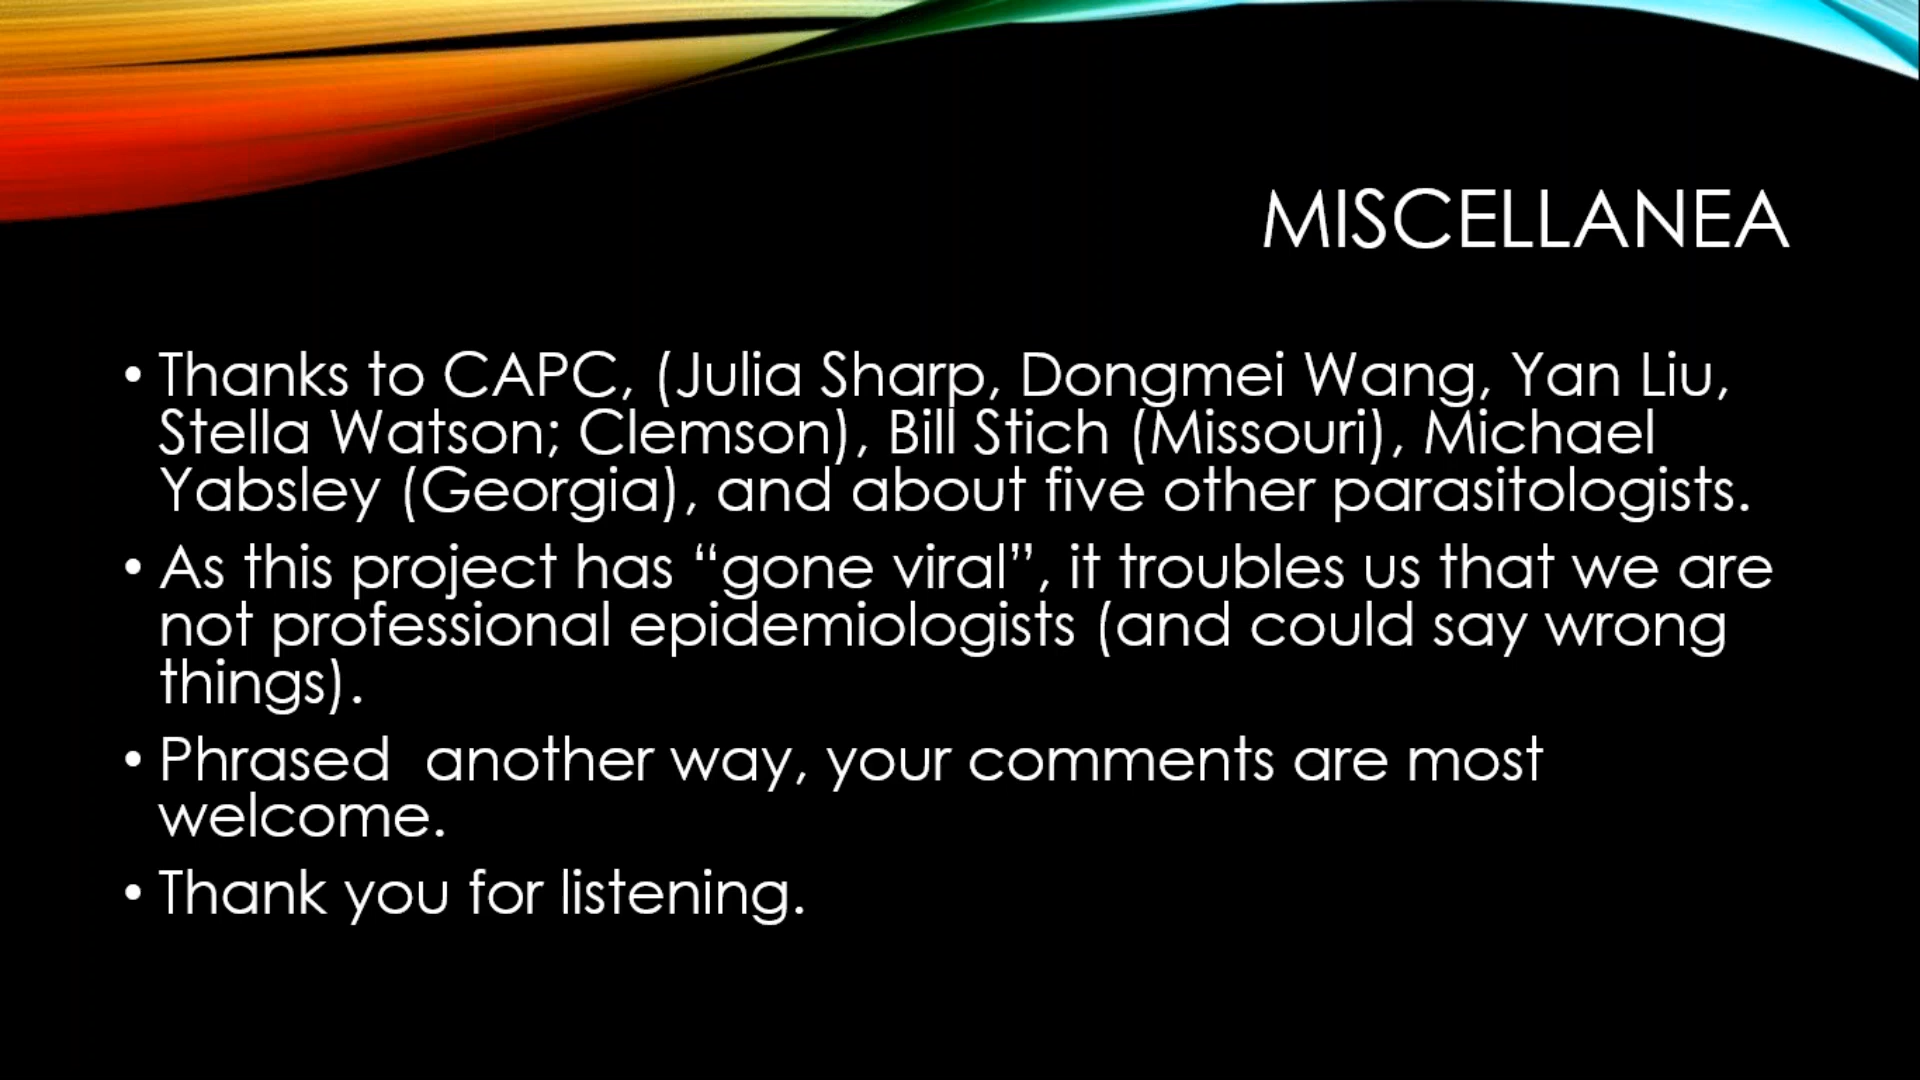 MISCELLANEA
• Thanks to CAPC, (Julia Sharp, Dongmei Wang, Yan Liu,
Stella Watson; Clemson), Bill Stich (Missouri), Michael
Yabsley (Georgia), and about five other parasitologists.
• As this project has “gone viral”, it troubles us that we are
not professional epidemiologists (and could say wrong
things).
• Phrased  another way, your comments are most
welcome.
• Thank you for listening.